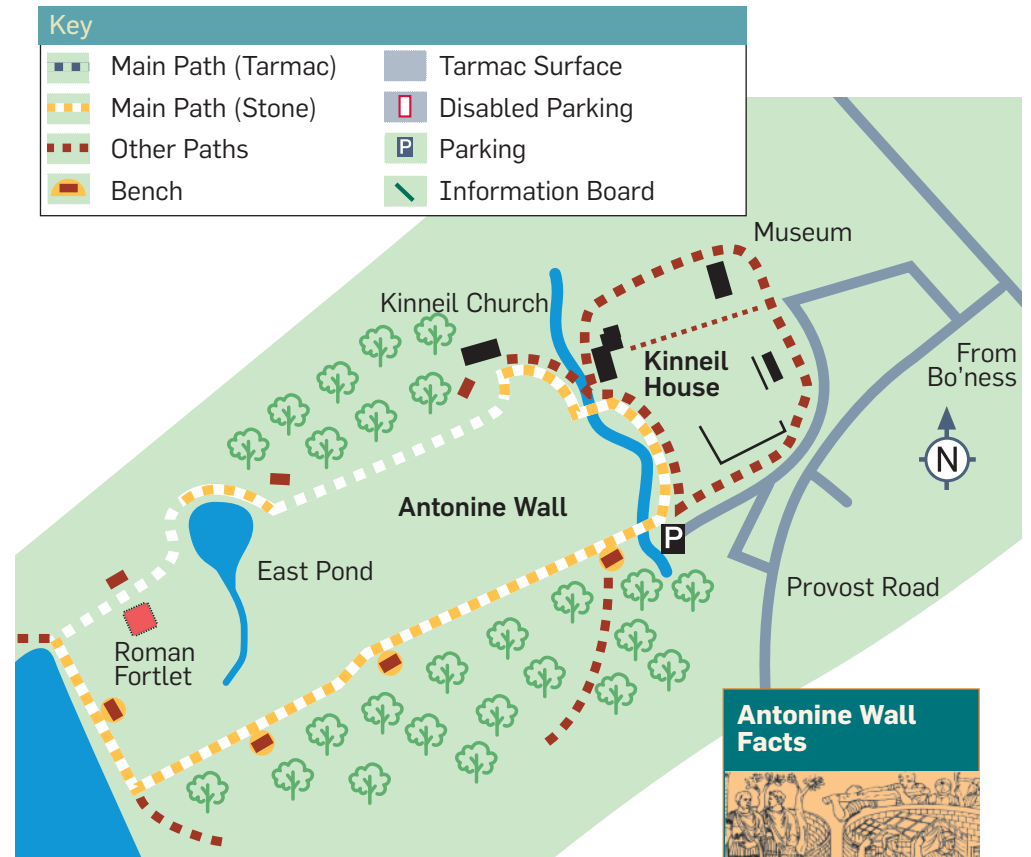 Key
Main Path (Tarmac)
Main Path (Stone)
Other Paths
Bench
Tarmac Surface
Disabled Parking
P
Parking
Information Board
Museum
Kinneil Church
Kinneil
House
From
Bo'ness
N
Antonine Wall
P
East Pond
Provost Road
Roman
Fortlet
Antonine Wall
Facts